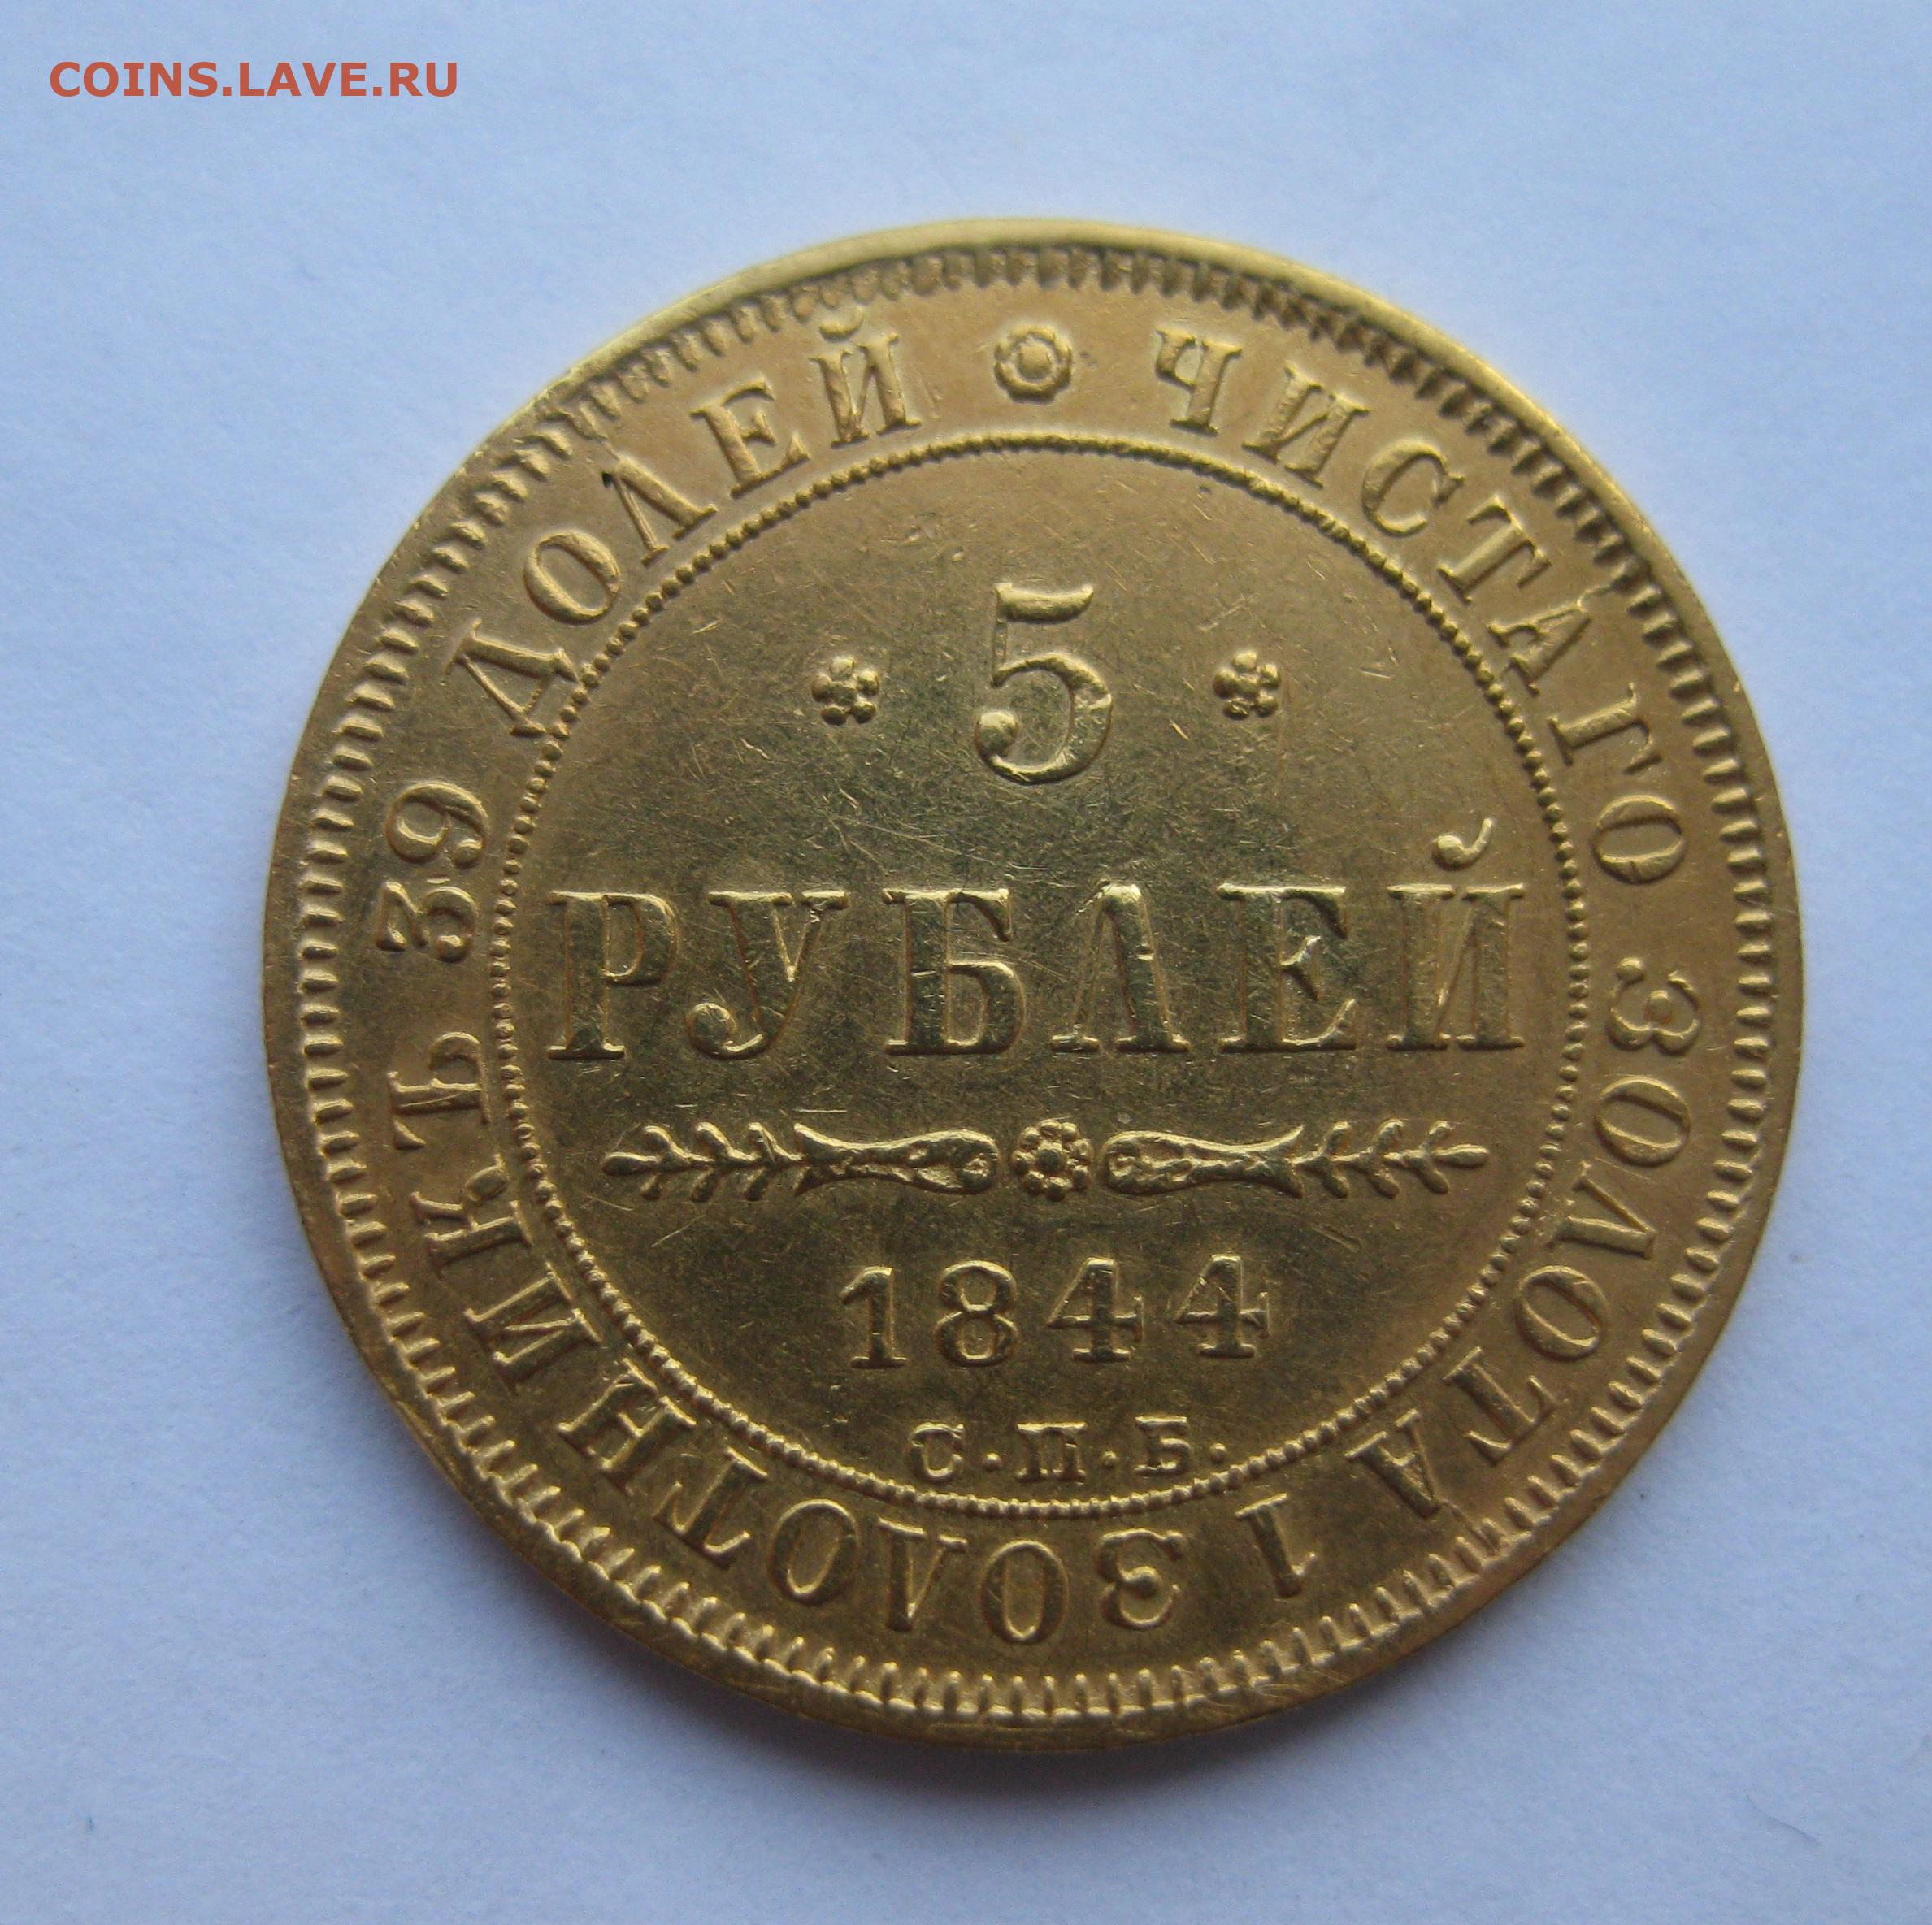 COINS.LAVE.RU
ЧИСТАГО ЗОЛОТА 1 ЗОЛОТНИКЪ 39 ДОЛЕЙ
5
РУБЛЕЙ
1844
С.П.Б.